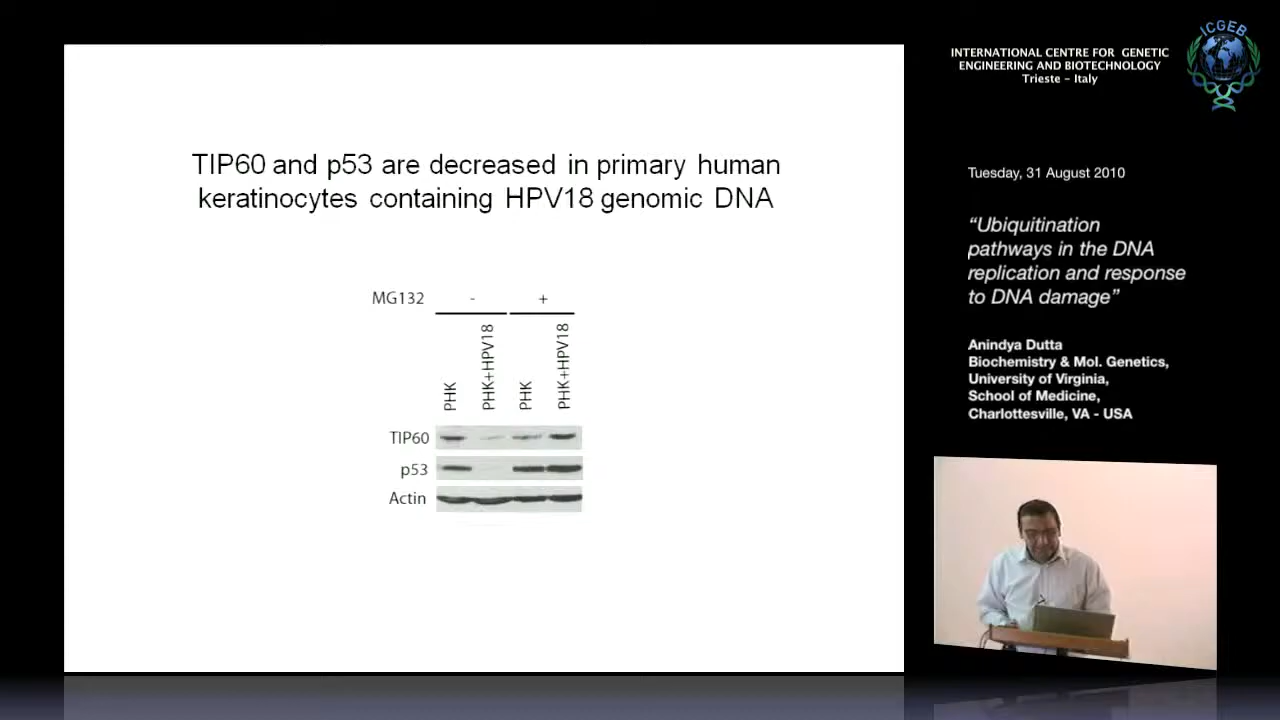 TIP60 and p53 are decreased in primary human
keratinocytes containing HPV18 genomic DNA
MG132 - +
PHK
PHK+HPV18
PHK
PHK+HPV18
TIP60
p53
Actin
ICGEB
INTERNATIONAL CENTRE FOR GENETIC
ENGINEERING AND BIOTECHNOLOGY
Trieste - Italy
Tuesday, 31 August 2010
“Ubiquitination
pathways in the DNA
replication and response
to DNA damage”
Anindya Dutta
Biochemistry & Mol. Genetics,
University of Virginia,
School of Medicine,
Charlottesville, VA - USA